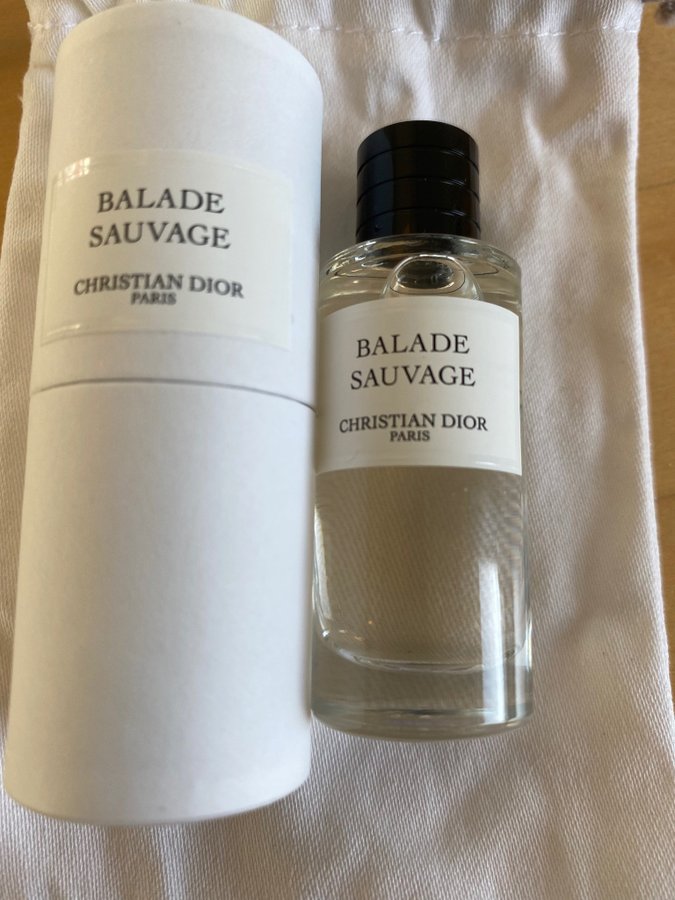 BALADE
SAUVAGE
CHRISTIAN DIOR
PARIS
BALADE
SAUVAGE
CHRISTIAN DIOR
PARIS